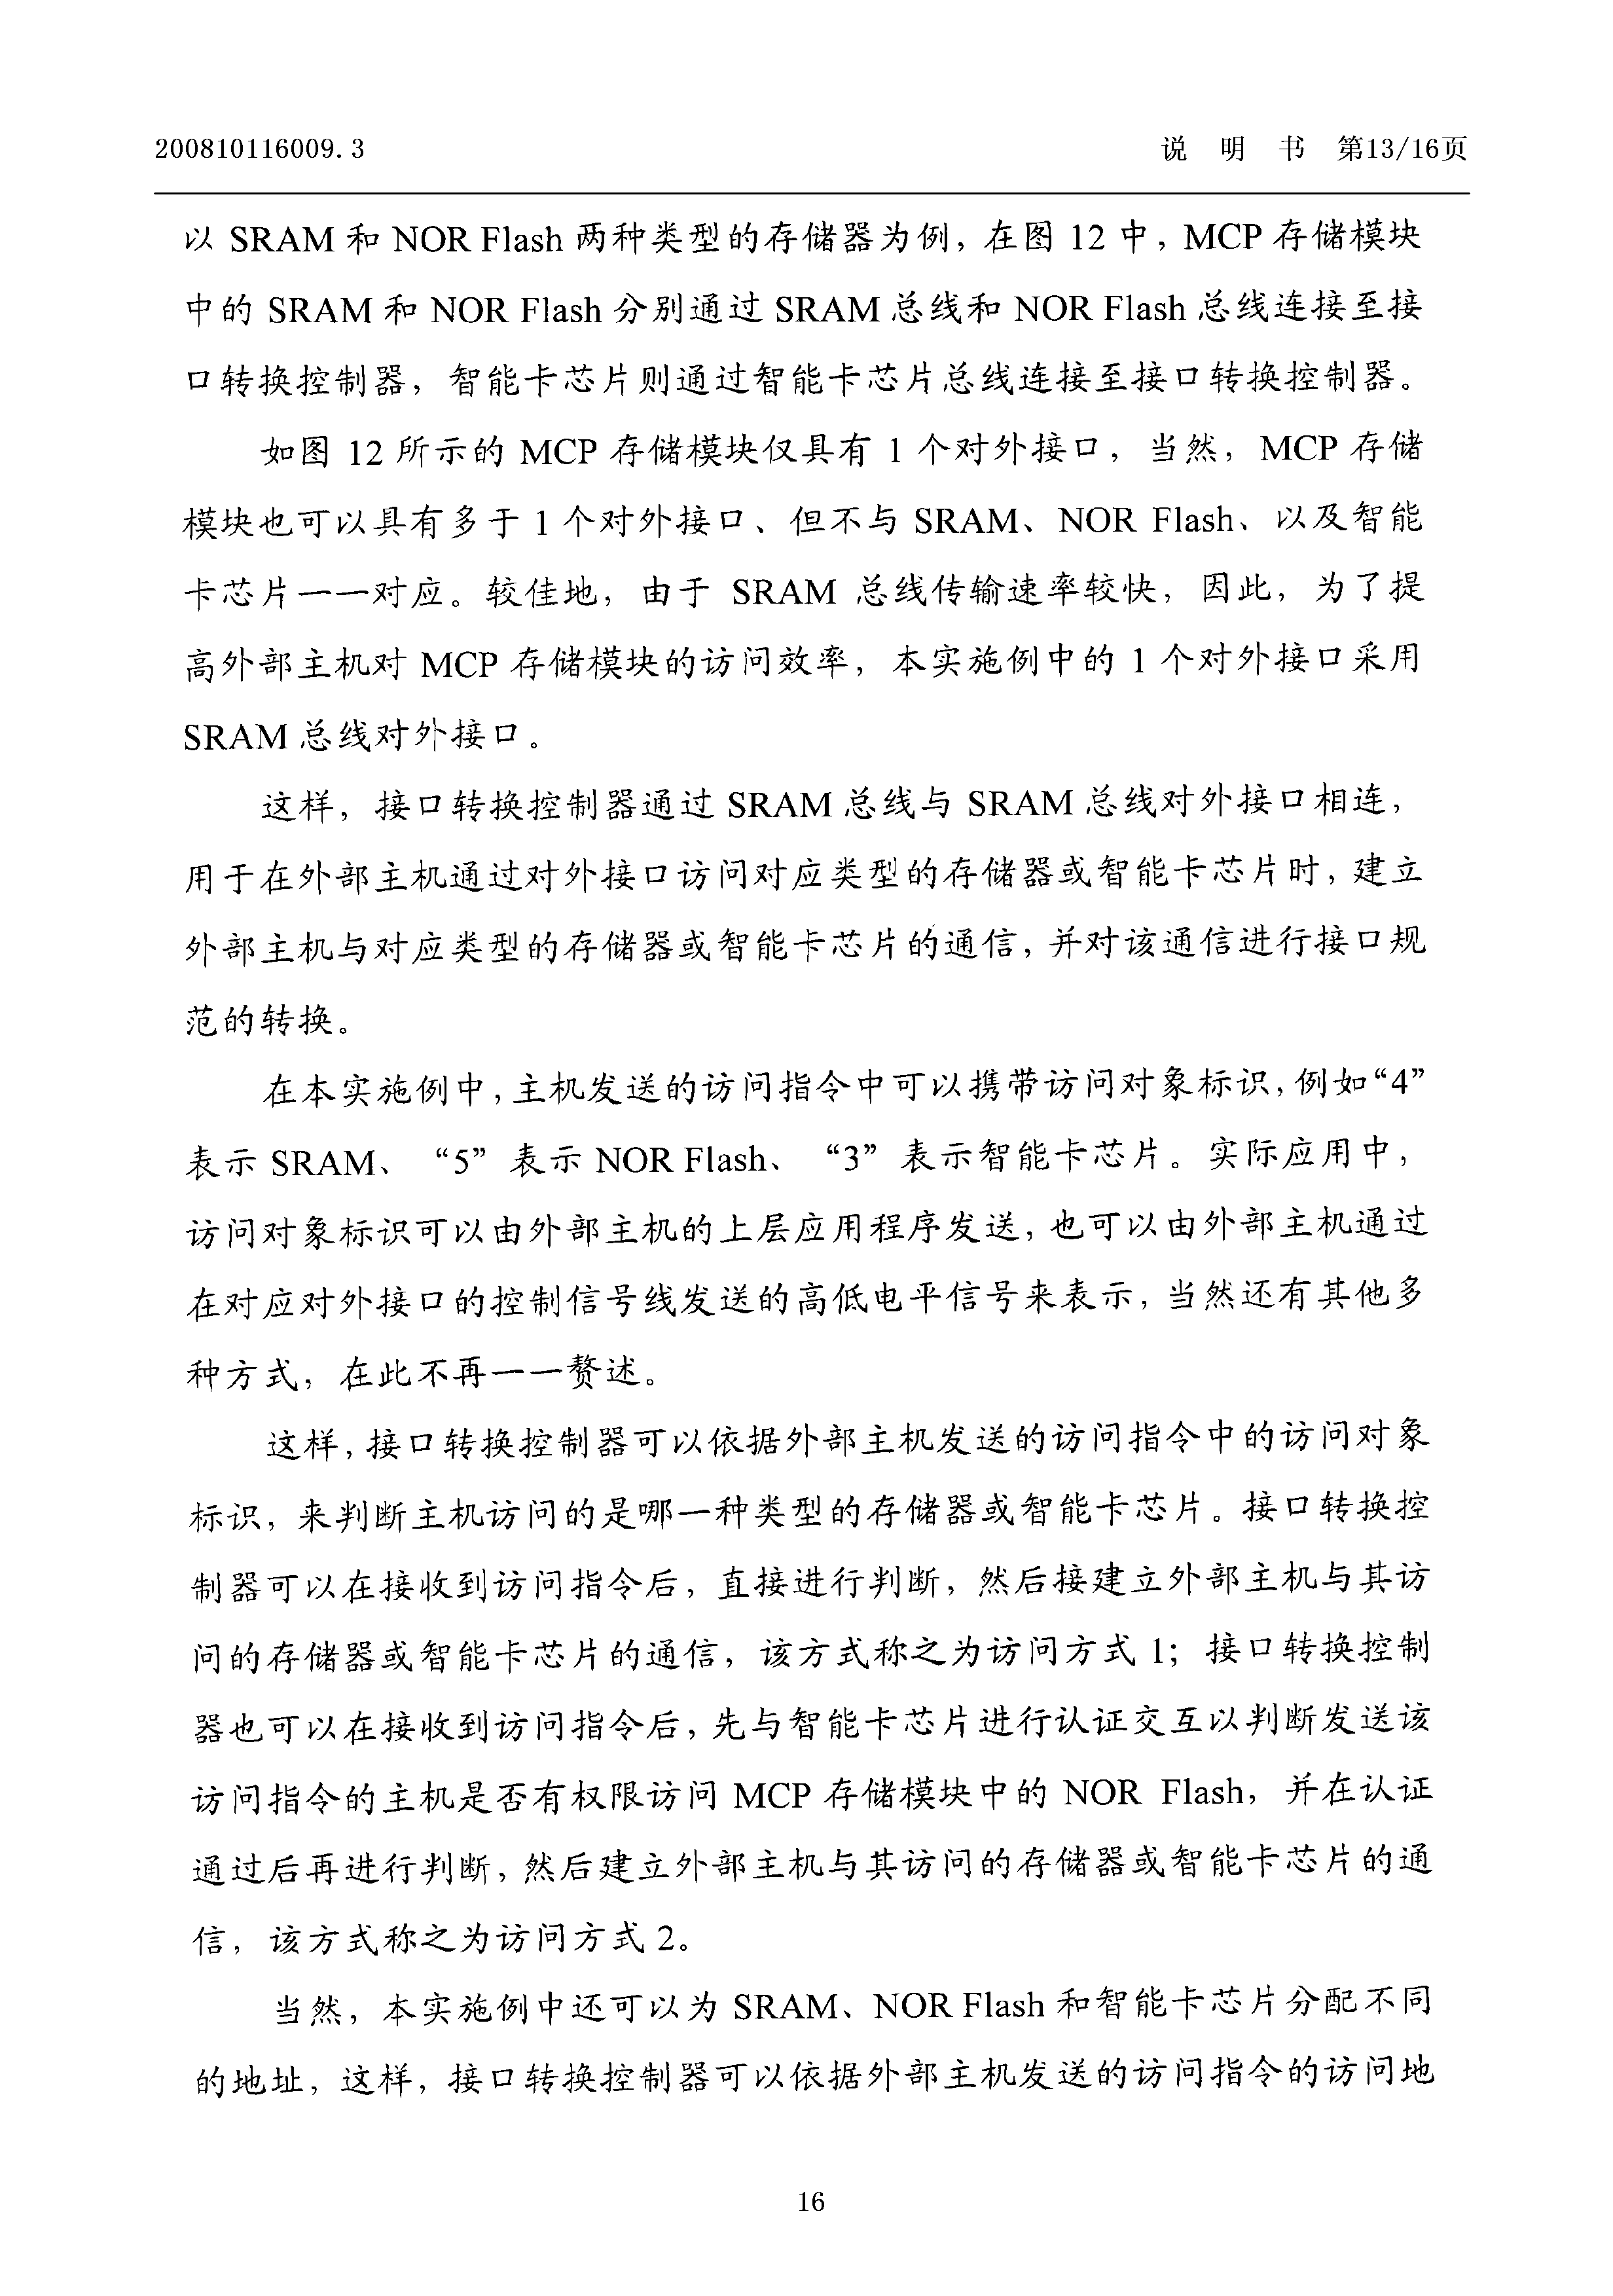 200810116009.3 说 明 书 第13/16页
以 SRAM 和 NOR Flash 两种类型的存储器为例，在图 12 中，MCP 存储模块
中的 SRAM 和 NOR Flash 分别通过 SRAM 总线和 NOR Flash 总线连接至接
口转换控制器，智能卡芯片则通过智能卡芯片总线连接至接口转换控制器。
如图 12 所示的 MCP 存储模块仅具有 1 个对外接口，当然，MCP 存储
模块也可以具有多于 1 个对外接口、但不与 SRAM、NOR Flash、以及智能
卡芯片一一对应。较佳地，由于 SRAM 总线传输速率较快，因此，为了提
高外部主机对 MCP 存储模块的访问效率，本实施例中的 1 个对外接口采用
SRAM 总线对外接口。
这样，接口转换控制器通过 SRAM 总线与 SRAM 总线对外接口相连，
用于在外部主机通过对外接口访问对应类型的存储器或智能卡芯片时，建立
外部主机与对应类型的存储器或智能卡芯片的通信，并对该通信进行接口规
范的转换。
在本实施例中，主机发送的访问指令中可以携带访问对象标识，例如“4”
表示 SRAM、“5”表示 NOR Flash、“3”表示智能卡芯片。实际应用中，
访问对象标识可以由外部主机的上层应用程序发送，也可以由外部主机通过
在对应对外接口的控制信号线发送的高低电平信号来表示，当然还有其他多
种方式，在此不再一一赘述。
这样，接口转换控制器可以依据外部主机发送的访问指令中的访问对象
标识，来判断主机访问的是哪一种类型的存储器或智能卡芯片。接口转换控
制器可以在接收到访问指令后，直接进行判断，然后接建立外部主机与其访
问的存储器或智能卡芯片的通信，该方式称之为访问方式 1；接口转换控制
器也可以在接收到访问指令后，先与智能卡芯片进行认证交互以判断发送该
访问指令的主机是否有权限访问 MCP 存储模块中的 NOR Flash，并在认证
通过后再进行判断，然后建立外部主机与其访问的存储器或智能卡芯片的通
信，该方式称之为访问方式 2。
当然，本实施例中还可以为 SRAM、NOR Flash 和智能卡芯片分配不同
的地址，这样，接口转换控制器可以依据外部主机发送的访问指令的访问地
16